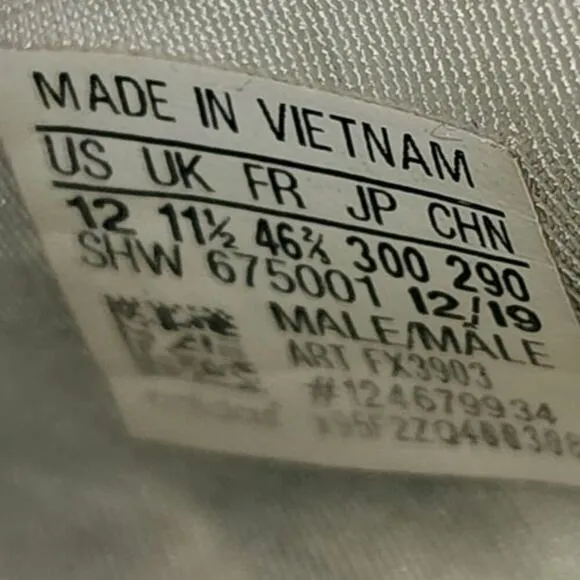 MADE IN VIETNAM
US UK FR JP CHN
12 11½ 46⅔ 300 290
SHW 675001 12/19
MALE/MÂLE
ART FX3903
#124679934